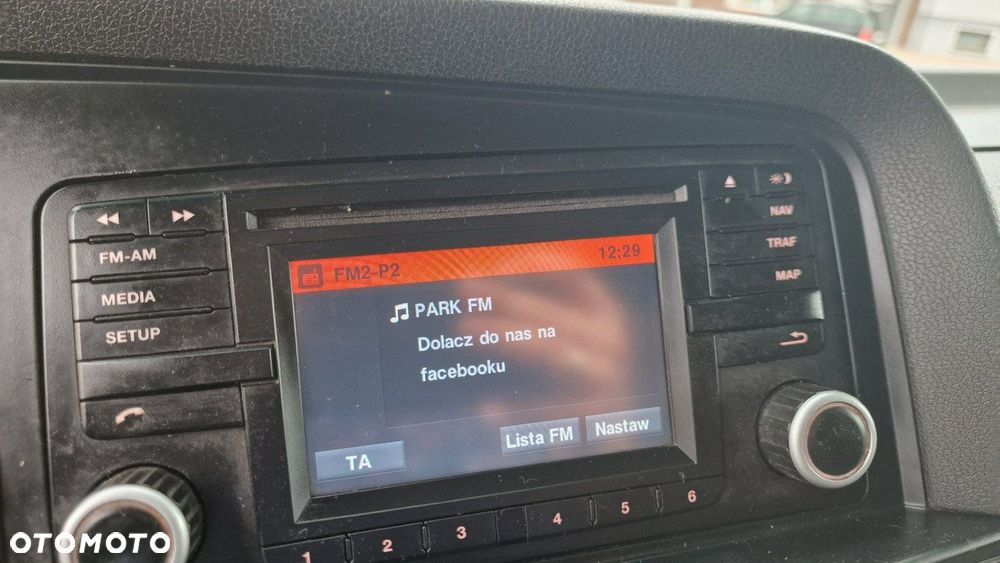 FM-AM
MEDIA
SETUP
FM2-P2
12:29
PARK FM
Dolacz do nas na
facebooku
TA
Lista FM
Nastaw
NAV
TRAF
MAP
1
2
3
4
5
6
OTOMOTO